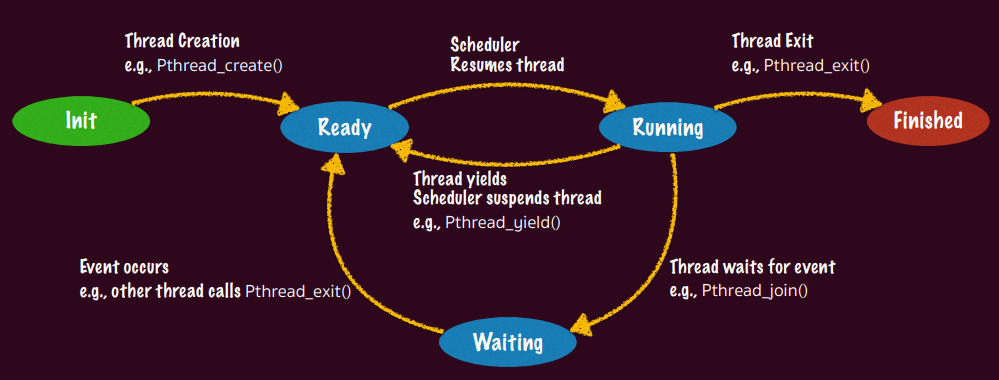 Thread Creation
e.g., Pthread_create()
Scheduler
Resumes thread
Thread Exit
e.g., Pthread_exit()
Init
Ready
Running
Finished
Thread yields
Scheduler suspends thread
e.g., Pthread_yield()
Event occurs
e.g., other thread calls Pthread_exit()
Thread waits for event
e.g., Pthread_join()
Waiting